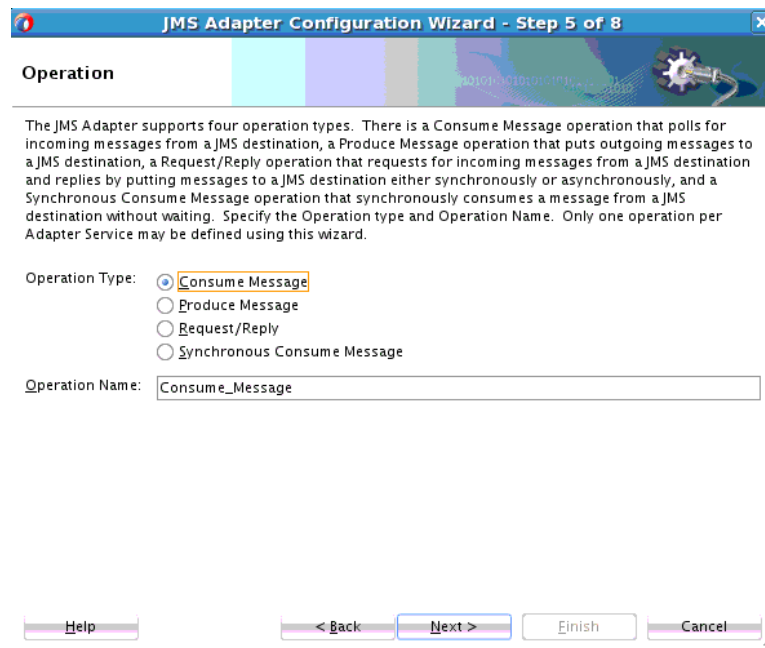 JMS Adapter Configuration Wizard - Step 5 of 8
Operation
The JMS Adapter supports four operation types. There is a Consume Message operation that polls for
incoming messages from a JMS destination, a Produce Message operation that puts outgoing messages to
a JMS destination, a Request/Reply operation that requests for incoming messages from a JMS destination
and replies by putting messages to a JMS destination either synchronously or asynchronously, and a
Synchronous Consume Message operation that synchronously consumes a message from a JMS
destination without waiting. Specify the Operation type and Operation Name. Only one operation per
Adapter Service may be defined using this wizard.
Operation Type:
Consume Message
Produce Message
Request/Reply
Synchronous Consume Message
Operation Name: Consume_Message
Help < Back Next > Finish Cancel